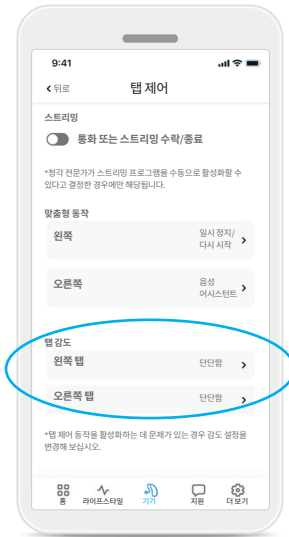 9:41
뒤로
탭 제어
스트리밍
통화 또는 스트리밍 수락/종료
*청각 전문가가 스트리밍 프로그램을 수동으로 활성화할 수
있다고 결정한 경우에만 해당됩니다.
맞춤형 동작
왼쪽
일시 정지/
다시 시작
오른쪽
음성
어시스턴트
탭 감도
왼쪽 탭
단단함
오른쪽 탭
단단함
*탭 제어 동작을 활성화하는 데 문제가 있는 경우 감도 설정을
변경해 보십시오.
홈
라이프스타일
기기
지원
더 보기